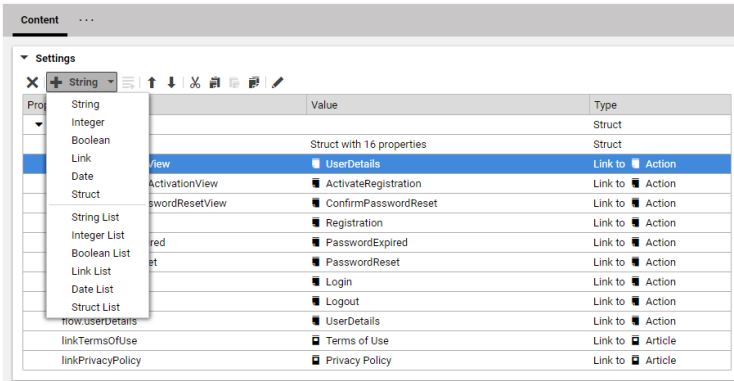 Content ...
Settings
String
Prop Value Type
String
Struct
Integer
Boolean Struct with 16 properties Struct
Link View UserDetails Link to Action
Date ActivationView ActivateRegistration Link to Action
Struct swordResetView ConfirmPasswordReset Link to Action
String List Registration Link to Action
Integer List red PasswordExpired Link to Action
Boolean List et PasswordReset Link to Action
Link List Login Link to Action
Date List Logout Link to Action
Struct List
flow.userDetails UserDetails Link to Action
linkTermsOfUse Terms of Use Link to Article
linkPrivacyPolicy Privacy Policy Link to Article